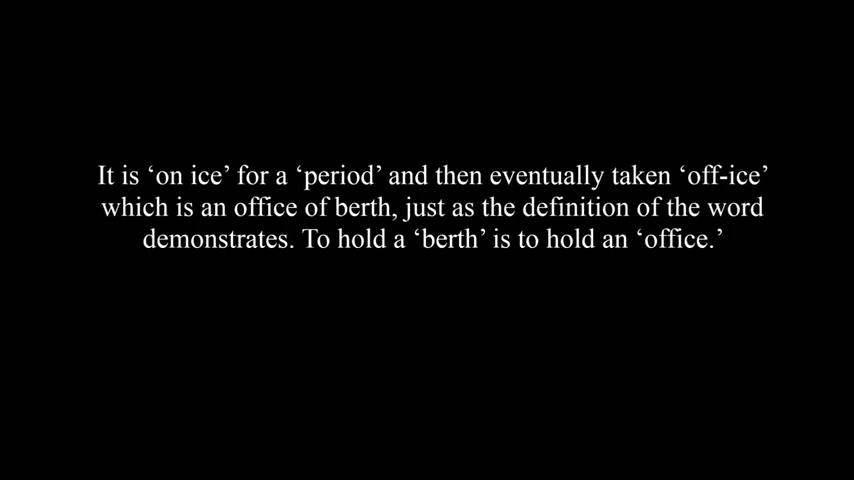 It is ‘on ice’ for a ‘period’ and then eventually taken ‘off-ice’
which is an office of berth, just as the definition of the word
demonstrates. To hold a ‘berth’ is to hold an ‘office.’